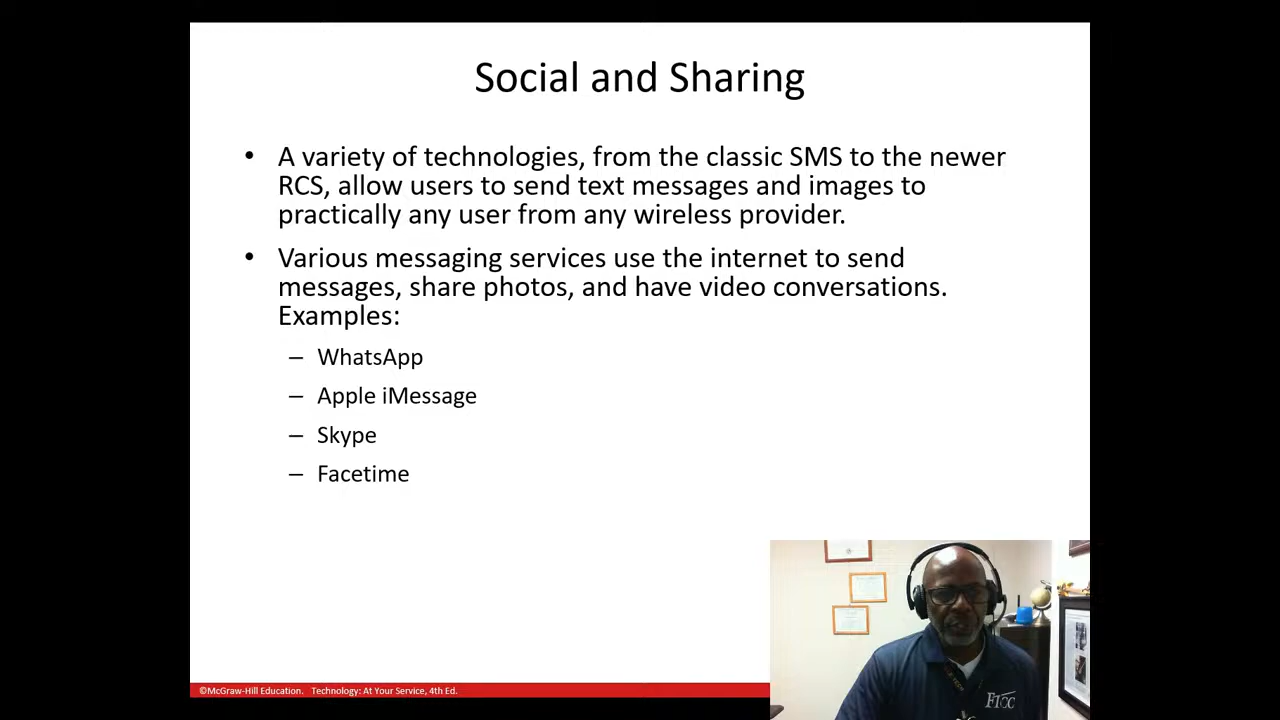 Social and Sharing
• A variety of technologies, from the classic SMS to the newer
RCS, allow users to send text messages and images to
practically any user from any wireless provider.
• Various messaging services use the internet to send
messages, share photos, and have video conversations.
Examples:
– WhatsApp
– Apple iMessage
– Skype
– Facetime
©McGraw-Hill Education. Technology: At Your Service, 4th Ed.
FTCC